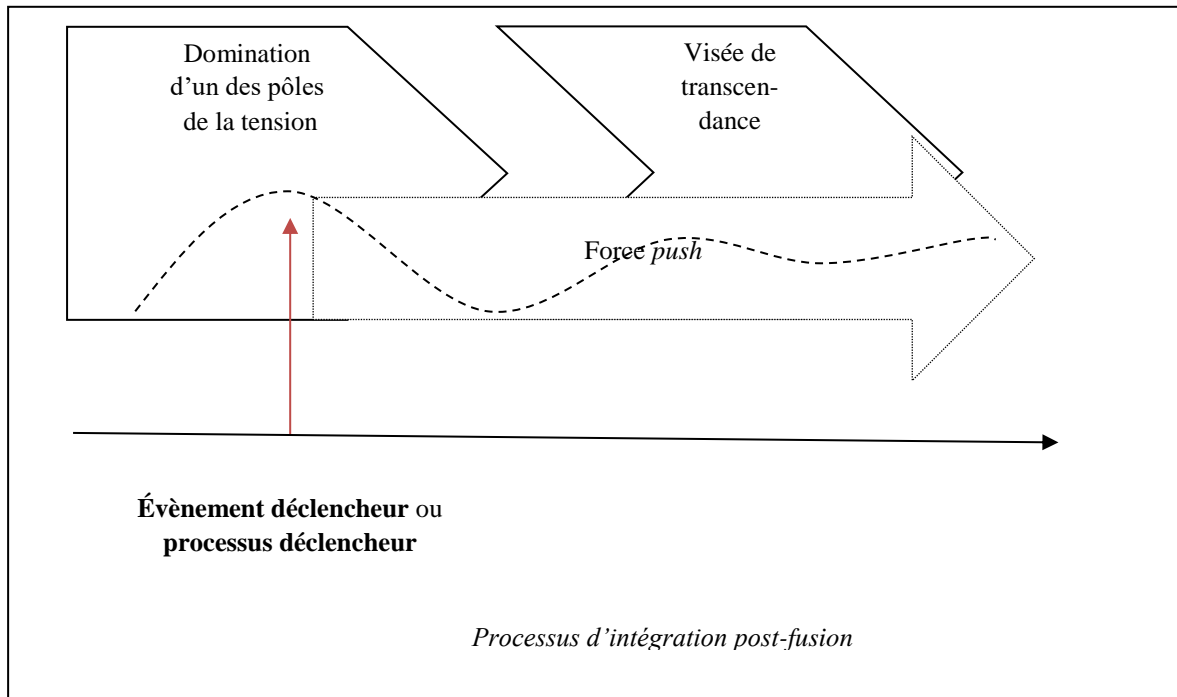 Domination
d’un des pôles
de la tension
Visée de
transcen-
dance
Force push
Évènement déclencheur ou
processus déclencheur
Processus d’intégration post-fusion